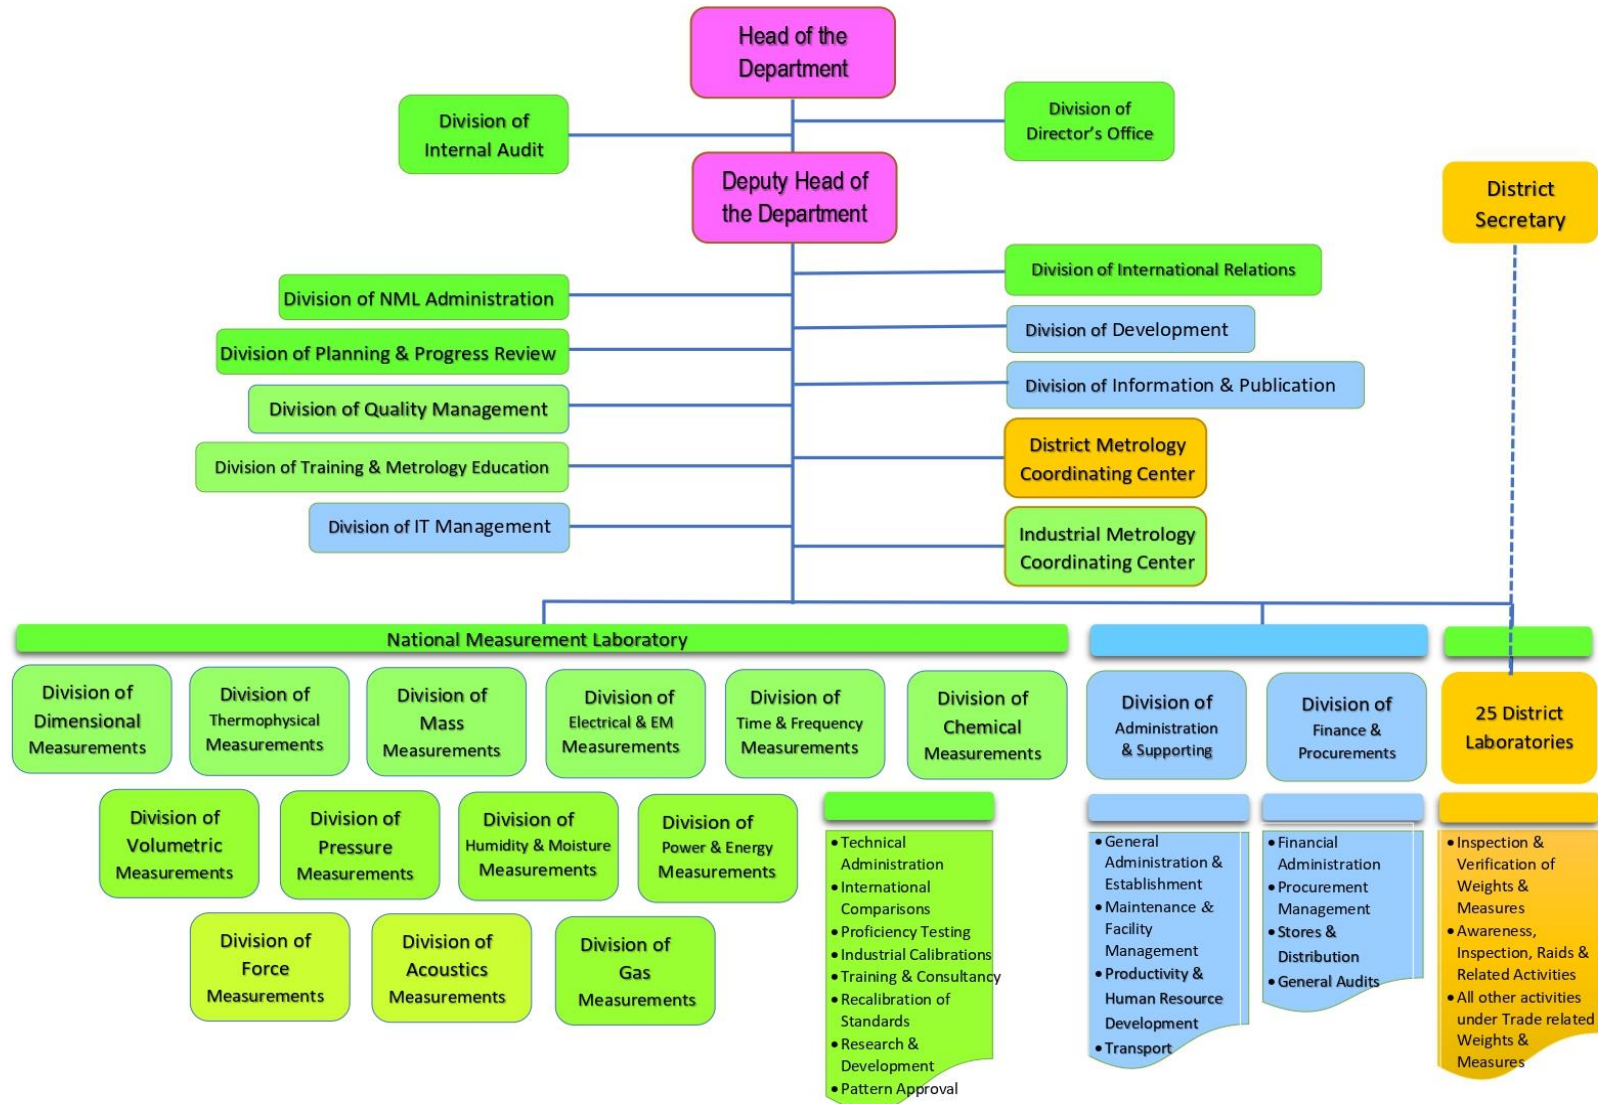 Head of the
Department
Division of
Internal Audit
Division of
Director's Office
Deputy Head of
the Department
District
Secretary
Division of International Relations
Division of NML Administration
Division of Development
Division of Planning & Progress Review
Division of Information & Publication
Division of Quality Management
District Metrology
Coordinating Center
Division of Training & Metrology Education
Division of IT Management
Industrial Metrology
Coordinating Center
National Measurement Laboratory
Division of
Dimensional
Measurements
Division of
Thermophysical
Measurements
Division of
Mass
Measurements
Division of
Electrical & EM
Measurements
Division of
Time & Frequency
Measurements
Division of
Chemical
Measurements
Division of
Administration
& Supporting
Division of
Finance &
Procurements
25 District
Laboratories
Division of
Volumetric
Measurements
Division of
Pressure
Measurements
Division of
Humidity & Moisture
Measurements
Division of
Power & Energy
Measurements
Division of
Force
Measurements
Division of
Acoustics
Measurements
Division of
Gas
Measurements
• Technical
Administration
• International
Comparisons
• Proficiency Testing
• Industrial Calibrations
• Training & Consultancy
• Recalibration of
Standards
• Research &
Development
• Pattern Approval
• General
Administration &
Establishment
• Maintenance &
Facility
Management
• Productivity &
Human Resource
Development
• Transport
• Financial
Administration
• Procurement
Management
• Stores &
Distribution
• General Audits
• Inspection &
Verification of
Weights &
Measures
• Awareness,
Inspection, Raids &
Related Activities
• All other activities
under Trade related
Weights &
Measures